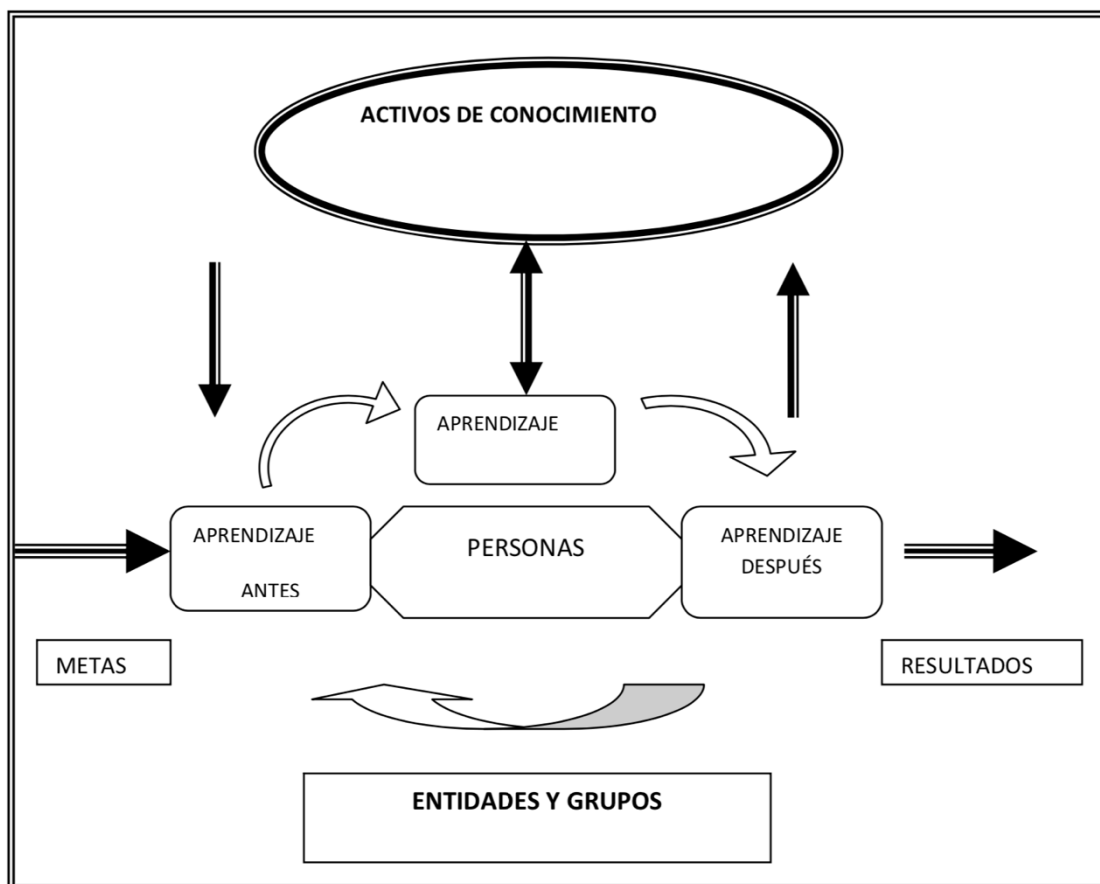 ACTIVOS DE CONOCIMIENTO
APRENDIZAJE
APRENDIZAJE
ANTES
PERSONAS
APRENDIZAJE
DESPUÉS
METAS
RESULTADOS
ENTIDADES Y GRUPOS